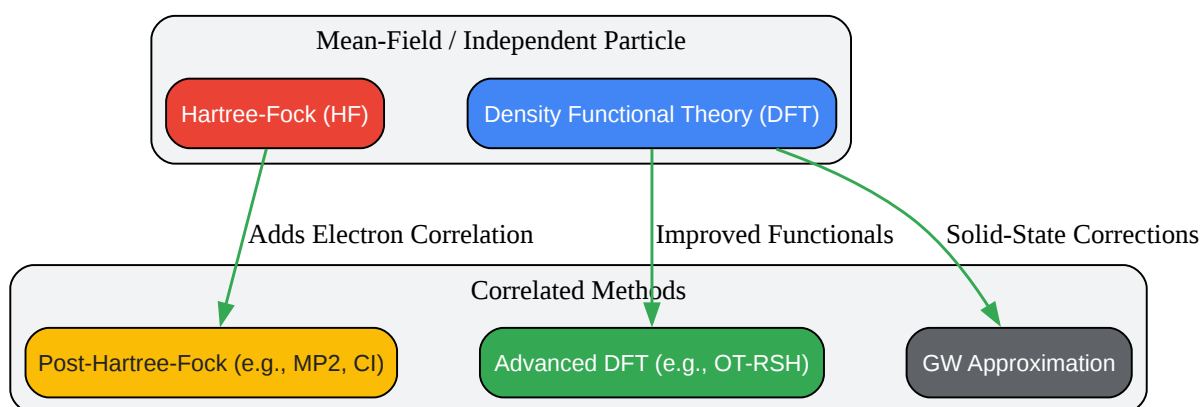 Mean-Field / Independent Particle
Hartree-Fock (HF)
Density Functional Theory (DFT)
Adds Electron Correlation
Improved Functionals
Solid-State Corrections
Correlated Methods
Post-Hartree-Fock (e.g., MP2, CI)
Advanced DFT (e.g., OT-RSH)
GW Approximation